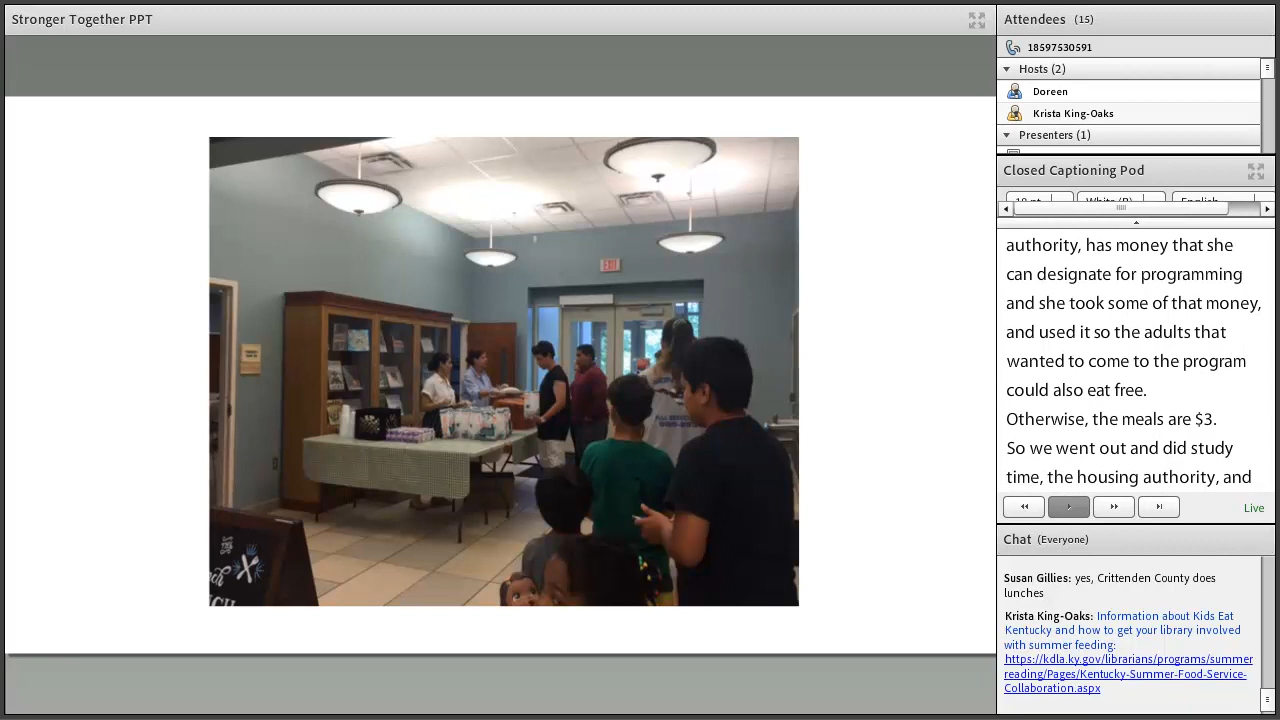 Stronger Together PPT
EXIT
Attendees (15)
18597530591
Hosts (2)
Doreen
Krista King-Oaks
Presenters (1)
Closed Captioning Pod
authority, has money that she
can designate for programming
and she took some of that money,
and used it so the adults that
wanted to come to the program
could also eat free.
Otherwise, the meals are $3.
So we went out and did study
time, the housing authority, and
Live
Chat (Everyone)
Susan Gillies: yes, Crittenden County does
lunches
Krista King-Oaks: Information about Kids Eat
Kentucky and how to get your library involved
with summer feeding:
https://kdla.ky.gov/librarians/programs/summer
reading/Pages/Kentucky-Summer-Food-Service-
Collaboration.aspx